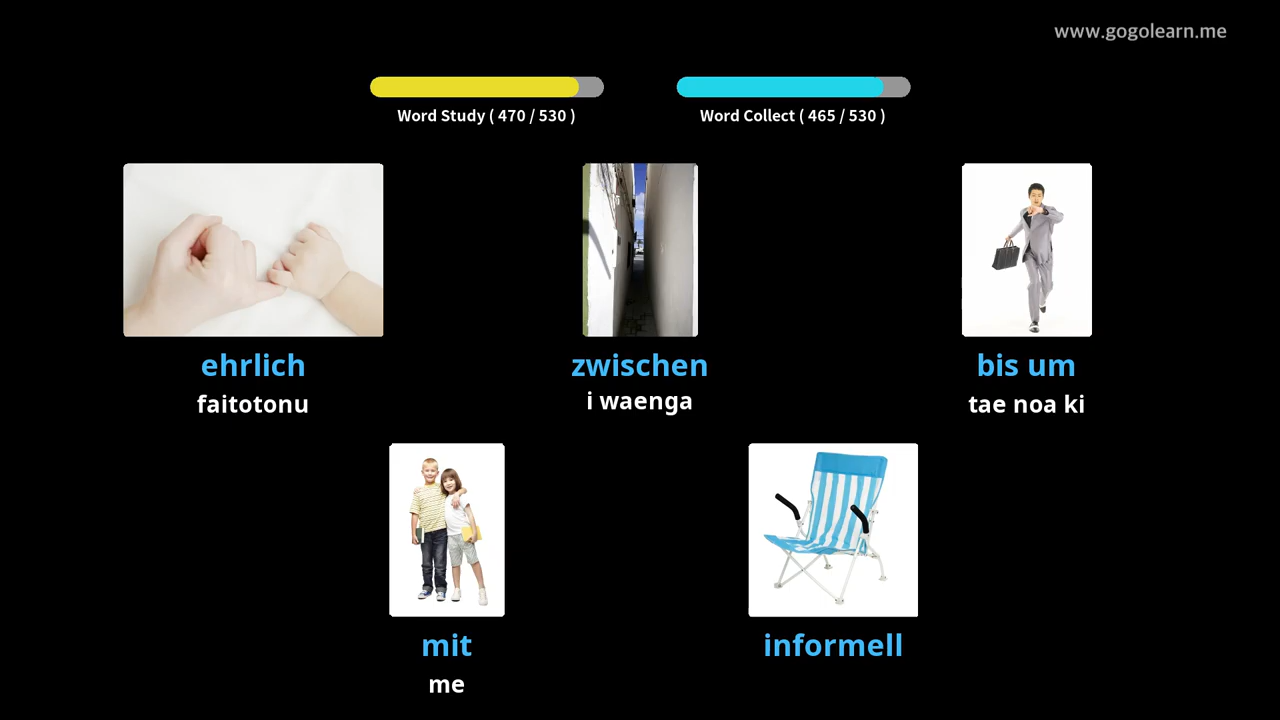 www.gogolearn.me
Word Study ( 470 / 530 )
Word Collect ( 465 / 530 )
ehrlich
faitotonu
zwischen
i waenga
bis um
tae noa ki
mit
me
informell